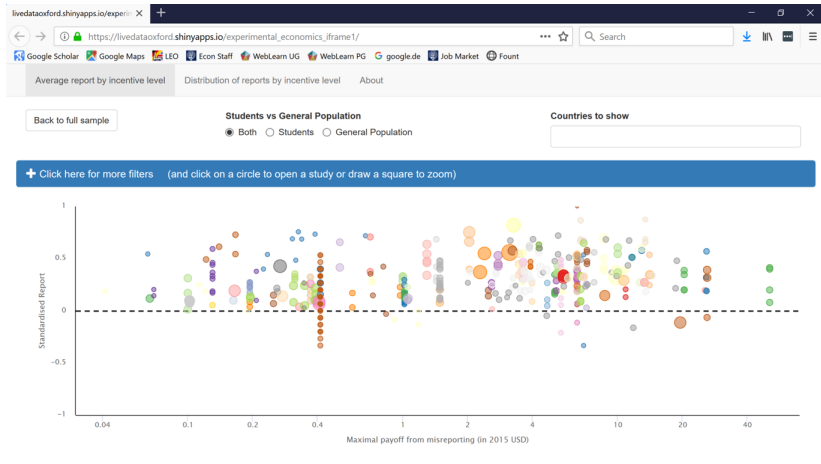 livedataoxford.shinyapps.io/experim
https://livedataoxford.shinyapps.io/experimental_economics_iframe1/
Search
Google Scholar Google Maps LEO Econ Staff WebLearn UG WebLearn PG google.de Job Market Fount
Average report by incentive level Distribution of reports by incentive level About
Back to full sample
Students vs General Population
Both Students General Population
Countries to show
Click here for more filters (and click on a circle to open a study or draw a square to zoom)
1
0.5
0
−0.5
−1
Standardized Report
0.04 0.1 0.2 0.4 1 2 4 10 20 40
Maximal payoff from misreporting (in 2015 USD)